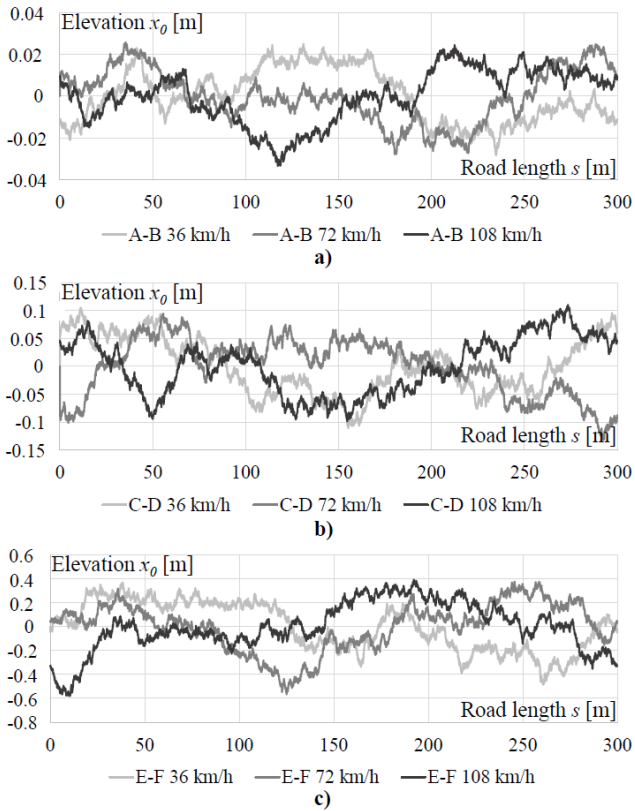 Elevation x₀ [m]
0.04
0.02
0
-0.02
-0.04
Road length s [m]
0 50 100 150 200 250 300
A-B 36 km/h A-B 72 km/h A-B 108 km/h
a)
Elevation x₀ [m]
0.15
0.1
0.05
0
-0.05
-0.1
-0.15
Road length s [m]
0 50 100 150 200 250 300
C-D 36 km/h C-D 72 km/h C-D 108 km/h
b)
Elevation x₀ [m]
0.6
0.4
0.2
0
-0.2
-0.4
-0.6
-0.8
Road length s [m]
0 50 100 150 200 250 300
E-F 36 km/h E-F 72 km/h E-F 108 km/h
c)